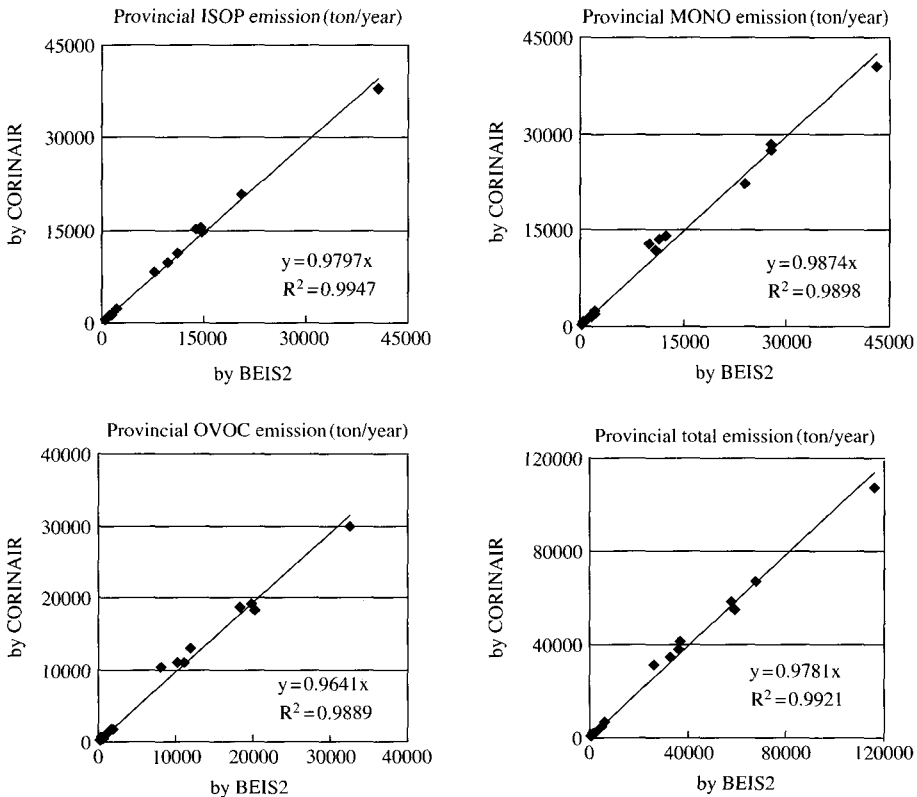 Provincial ISOP emission (ton/year)
45000
30000
15000
0
by CORINAIR
y=0.9797x
R²=0.9947
0 15000 30000 45000
by BEIS2
Provincial MONO emission (ton/year)
45000
30000
15000
0
by CORINAIR
y=0.9874x
R²=0.9898
0 15000 30000 45000
by BEIS2
Provincial OVOC emission (ton/year)
40000
30000
20000
10000
0
by CORINAIR
y=0.9641x
R²=0.9889
0 10000 20000 30000 40000
by BEIS2
Provincial total emission (ton/year)
120000
80000
40000
0
by CORINAIR
y=0.9781x
R²=0.9921
0 40000 80000 120000
by BEIS2